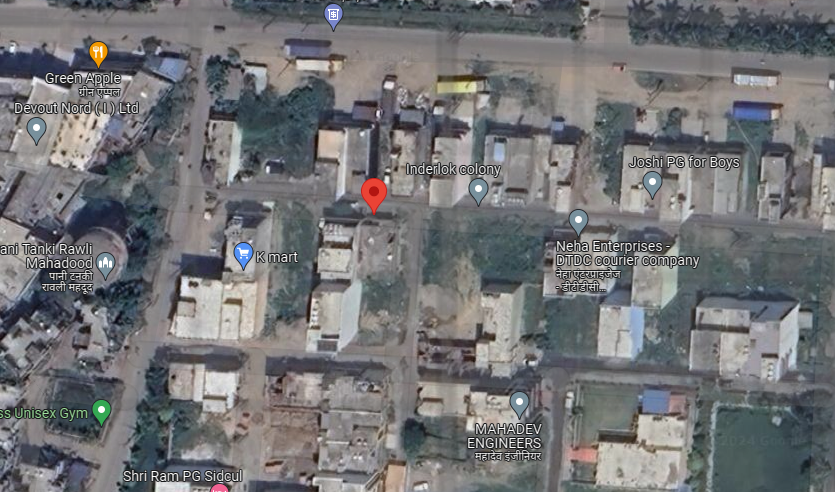 Green Apple
ग्रीन एप्पल
Devout Nord ( I ) Ltd
Inderlok colony
Joshi PG for Boys
K mart
ani Tanki Rawli
Mahadood
पानी टनकी
रावली महदूद
Neha Enterprises -
DTDC courier company
नेहा एंटरप्राइजेज
- डीटीडीसी...
ss Unisex Gym
MAHADEV
ENGINEERS
महादेव इंजीनियर
Shri Ram PG Sidcul